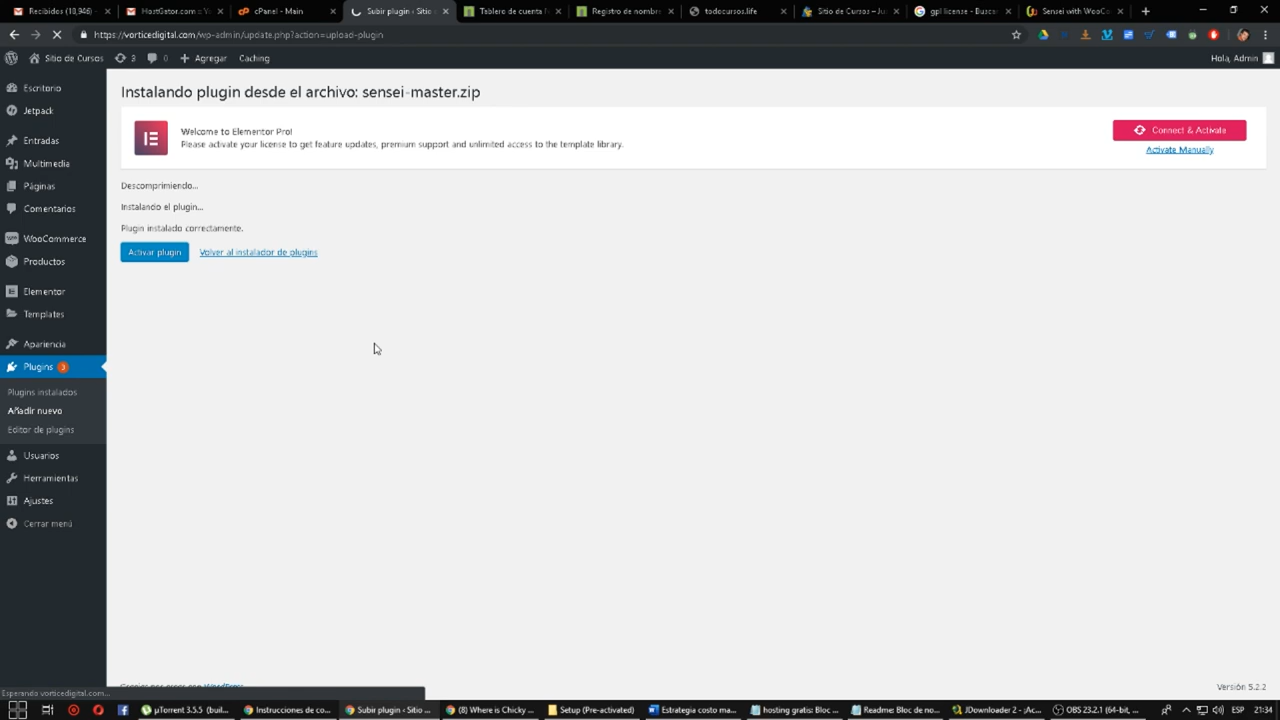 Recibidos (18,946)
HostGator.com :: V
cPanel - Main
Subir plugin ‹ Sitio
Tablero de cuenta
Registro de nombre
todocursos.life
Sitio de Cursos – Ju
gpl license - Buscar
Sensei with WooCo
https://vorticedigital.com/wp-admin/update.php?action=upload-plugin
Sitio de Cursos
3
0
Agregar
Caching
Hola, Admin
Escritorio
Jetpack
Entradas
Multimedia
Páginas
Comentarios
WooCommerce
Productos
Elementor
Templates
Apariencia
Plugins 3
Plugins instalados
Añadir nuevo
Editor de plugins
Usuarios
Herramientas
Ajustes
Cerrar menú
Instalando plugin desde el archivo: sensei-master.zip
Welcome to Elementor Pro!
Please activate your license to get feature updates, premium support and unlimited access to the template library.
Connect & Activate
Activate Manually
Descomprimiendo...
Instalando el plugin...
Plugin instalado correctamente.
Activar plugin
Volver al instalador de plugins
Versión 5.2.2
Esperando vorticedigital.com...
µTorrent 3.5.5 (buil...
Instrucciones de co...
Subir plugin ‹ Sitio ...
(8) Where is Chicky ...
Setup (Pre-activated)
Estrategia costo ma...
hosting gratis: Bloc ...
Readme: Bloc de no...
JDownloader 2 - ¡Ac...
OBS 23.2.1 (64-bit, ...
ESP
21:34